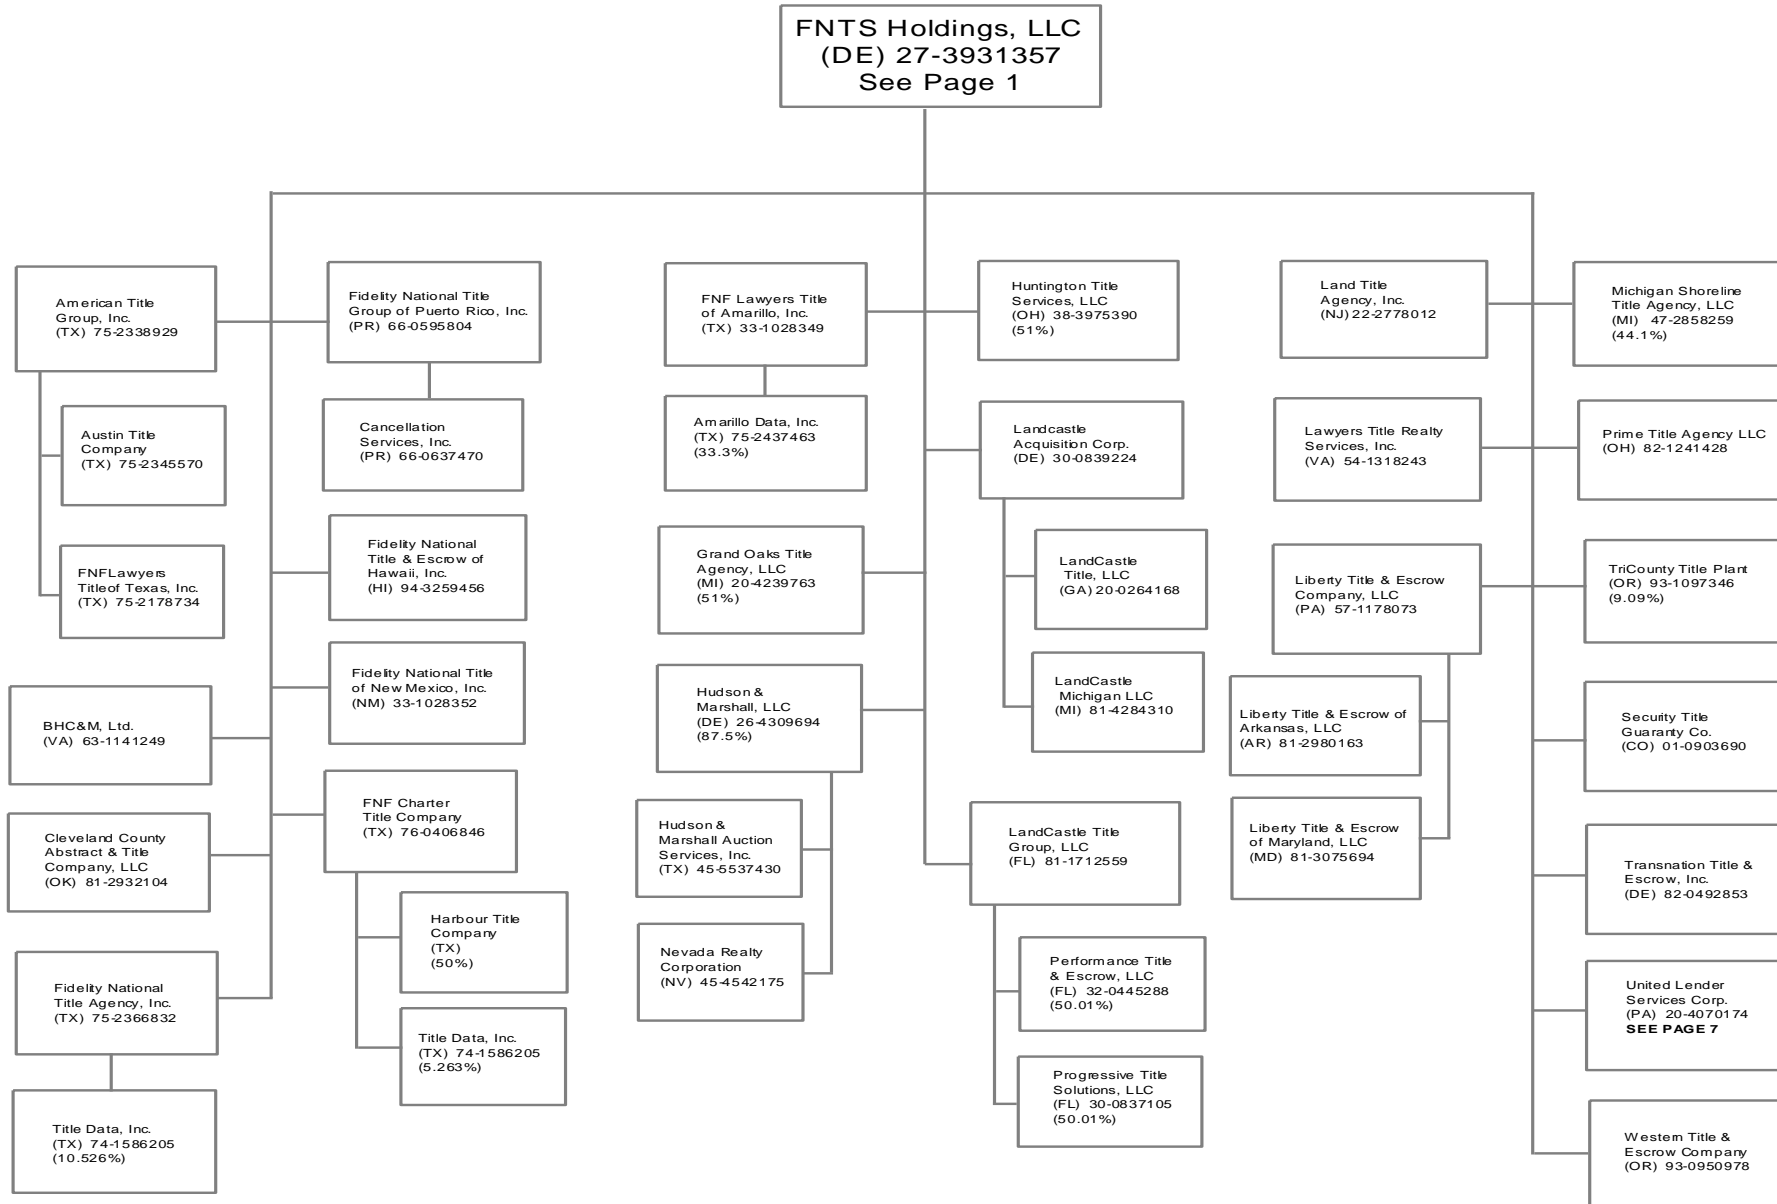 FNTS Holdings, LLC
(DE) 27-3931357
See Page 1
American Title
Group, Inc.
(TX) 75-2338929
Austin Title
Company
(TX) 75-2345570
FNFLawyers
Titleof Texas, Inc.
(TX) 75-2178734
BHC&M, Ltd.
(VA) 63-1141249
Cleveland County
Abstract & Title
Company, LLC
(OK) 81-2932104
Fidelity National
Title Agency, Inc.
(TX) 75-2366832
Title Data, Inc.
(TX) 74-1586205
(10.526%)
Fidelity National Title
Group of Puerto Rico, Inc.
(PR) 66-0595804
Cancellation
Services, Inc.
(PR) 66-0637470
Fidelity National
Title & Escrow of
Hawaii, Inc.
(HI) 94-3259456
Fidelity National Title
of New Mexico, Inc.
(NM) 33-1028352
FNF Charter
Title Company
(TX) 76-0406846
Harbour Title
Company
(TX)
(50%)
Title Data, Inc.
(TX) 74-1586205
(5.263%)
FNF Lawyers Title
of Amarillo, Inc.
(TX) 33-1028349
Amarillo Data, Inc.
(TX) 75-2437463
(33.3%)
Grand Oaks Title
Agency, LLC
(MI) 20-4239763
(51%)
Hudson &
Marshall, LLC
(DE) 26-4309694
(87.5%)
Hudson &
Marshall Auction
Services, Inc.
(TX) 45-5537430
Nevada Realty
Corporation
(NV) 45-4542175
Huntington Title
Services, LLC
(OH) 38-3975390
(51%)
Landcastle
Acquisition Corp.
(DE) 30-0839224
LandCastle
Title, LLC
(GA) 20-0264168
LandCastle
Michigan LLC
(MI) 81-4284310
LandCastle Title
Group, LLC
(FL) 81-1712559
Performance Title
& Escrow, LLC
(FL) 32-0445288
(50.01%)
Progressive Title
Solutions, LLC
(FL) 30-0837105
(50.01%)
Land Title
Agency, Inc.
(NJ) 22-2778012
Lawyers Title Realty
Services, Inc.
(VA) 54-1318243
Liberty Title & Escrow
Company, LLC
(PA) 57-1178073
Liberty Title & Escrow of
Arkansas, LLC
(AR) 81-2980163
Liberty Title & Escrow
of Maryland, LLC
(MD) 81-3075694
Michigan Shoreline
Title Agency, LLC
(MI) 47-2858259
(44.1%)
Prime Title Agency LLC
(OH) 82-1241428
TriCounty Title Plant
(OR) 93-1097346
(9.09%)
Security Title
Guaranty Co.
(CO) 01-0903690
Transnation Title &
Escrow, Inc.
(DE) 82-0492853
United Lender
Services Corp.
(PA) 20-4070174
SEE PAGE 7
Western Title &
Escrow Company
(OR) 93-0950978